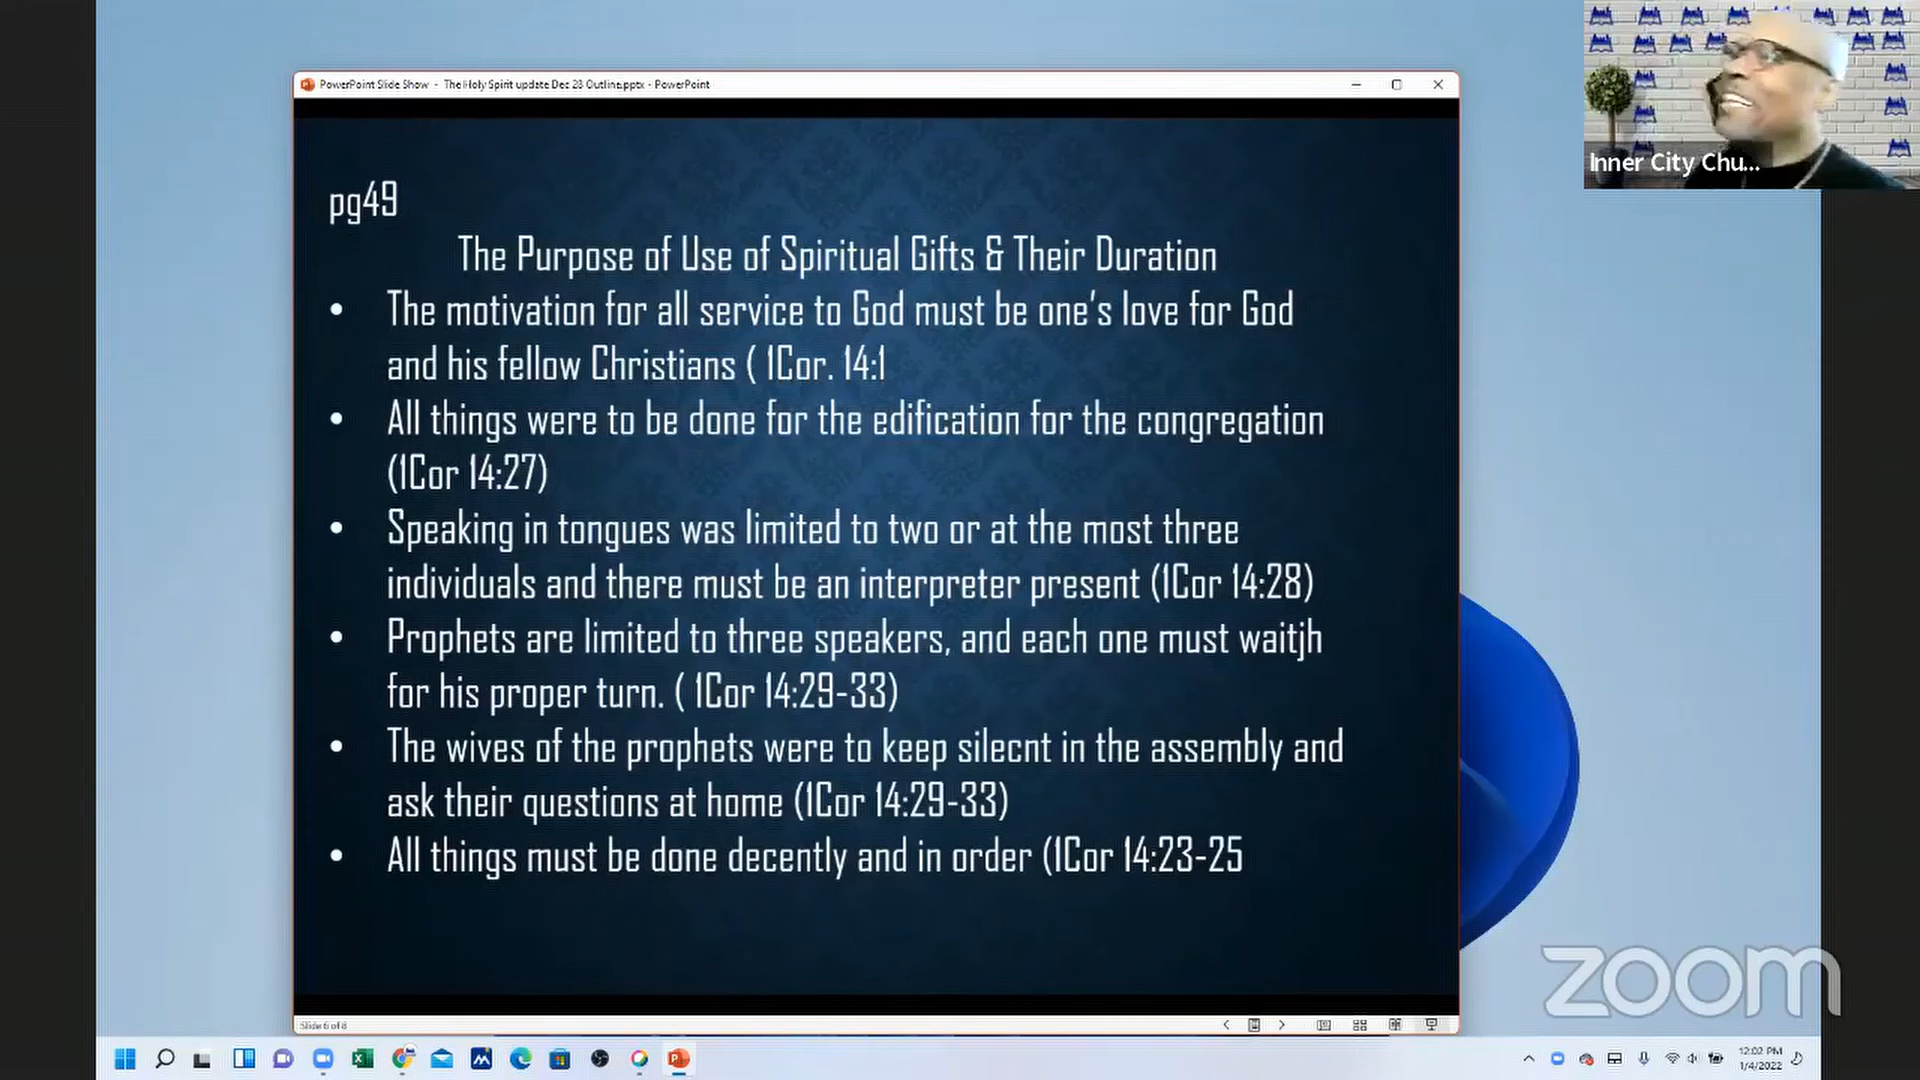 PowerPoint Slide Show - The Holy Spirit update Dec 28 Outline.pptx - PowerPoint
Inner City Chu...
pg49
The Purpose of Use of Spiritual Gifts & Their Duration
• The motivation for all service to God must be one's love for God
and his fellow Christians ( 1Cor. 14:1
• All things were to be done for the edification for the congregation
(1Cor 14:27)
• Speaking in tongues was limited to two or at the most three
individuals and there must be an interpreter present (1Cor 14:28)
• Prophets are limited to three speakers, and each one must waitjh
for his proper turn. ( 1Cor 14:29-33)
• The wives of the prophets were to keep silecnt in the assembly and
ask their questions at home (1Cor 14:29-33)
• All things must be done decently and in order (1Cor 14:23-25
zoom
Slide 6 of 8
12:02 PM
1/4/2022